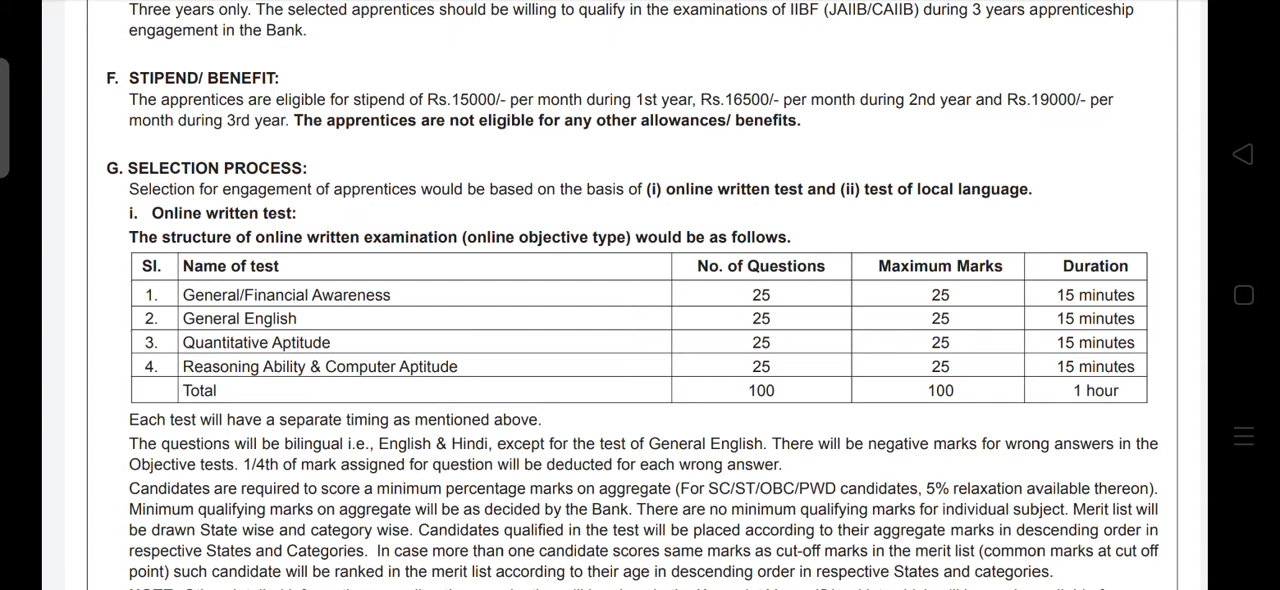 Three years only. The selected apprentices should be willing to qualify in the examinations of IIBF (JAIIB/CAIIB) during 3 years apprenticeship
engagement in the Bank.
F. STIPEND/ BENEFIT:
The apprentices are eligible for stipend of Rs.15000/- per month during 1st year, Rs.16500/- per month during 2nd year and Rs.19000/- per
month during 3rd year. The apprentices are not eligible for any other allowances/ benefits.
G. SELECTION PROCESS:
Selection for engagement of apprentices would be based on the basis of (i) online written test and (ii) test of local language.
i. Online written test:
The structure of online written examination (online objective type) would be as follows.
Sl. Name of test No. of Questions Maximum Marks Duration
1. General/Financial Awareness 25 25 15 minutes
2. General English 25 25 15 minutes
3. Quantitative Aptitude 25 25 15 minutes
4. Reasoning Ability & Computer Aptitude 25 25 15 minutes
Total 100 100 1 hour
Each test will have a separate timing as mentioned above.
The questions will be bilingual i.e., English & Hindi, except for the test of General English. There will be negative marks for wrong answers in the
Objective tests. 1/4th of mark assigned for question will be deducted for each wrong answer.
Candidates are required to score a minimum percentage marks on aggregate (For SC/ST/OBC/PWD candidates, 5% relaxation available thereon).
Minimum qualifying marks on aggregate will be as decided by the Bank. There are no minimum qualifying marks for individual subject. Merit list will
be drawn State wise and category wise. Candidates qualified in the test will be placed according to their aggregate marks in descending order in
respective States and Categories. In case more than one candidate scores same marks as cut-off marks in the merit list (common marks at cut off
point) such candidate will be ranked in the merit list according to their age in descending order in respective States and categories.